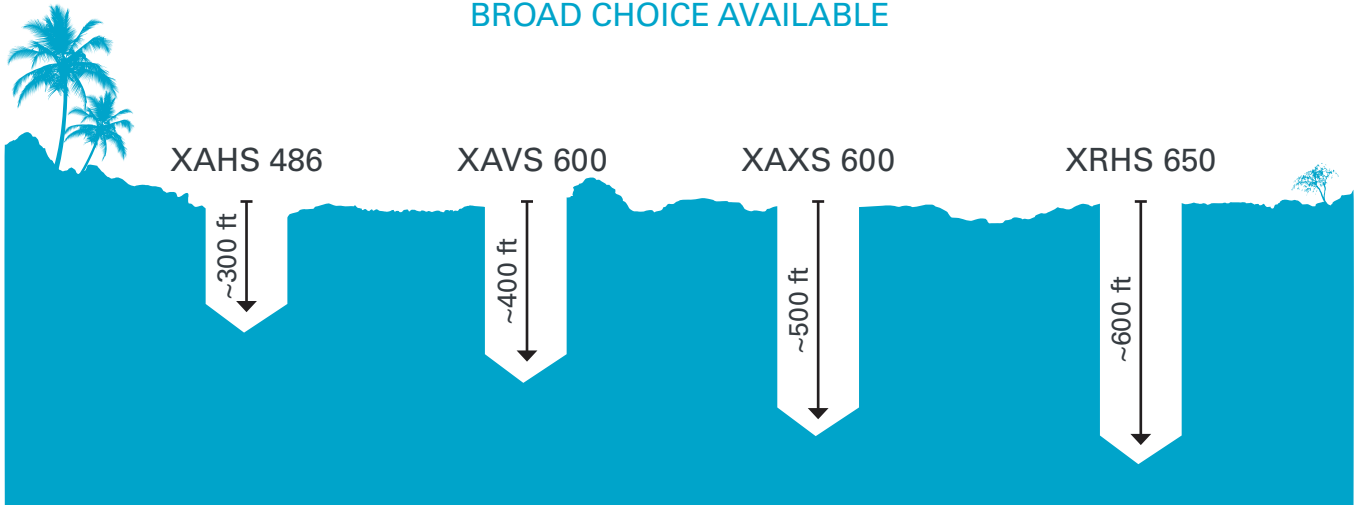 BROAD CHOICE AVAILABLE
XAHS 486
XAVS 600
XAXS 600
XRHS 650
~300 ft
~400 ft
~500 ft
~600 ft